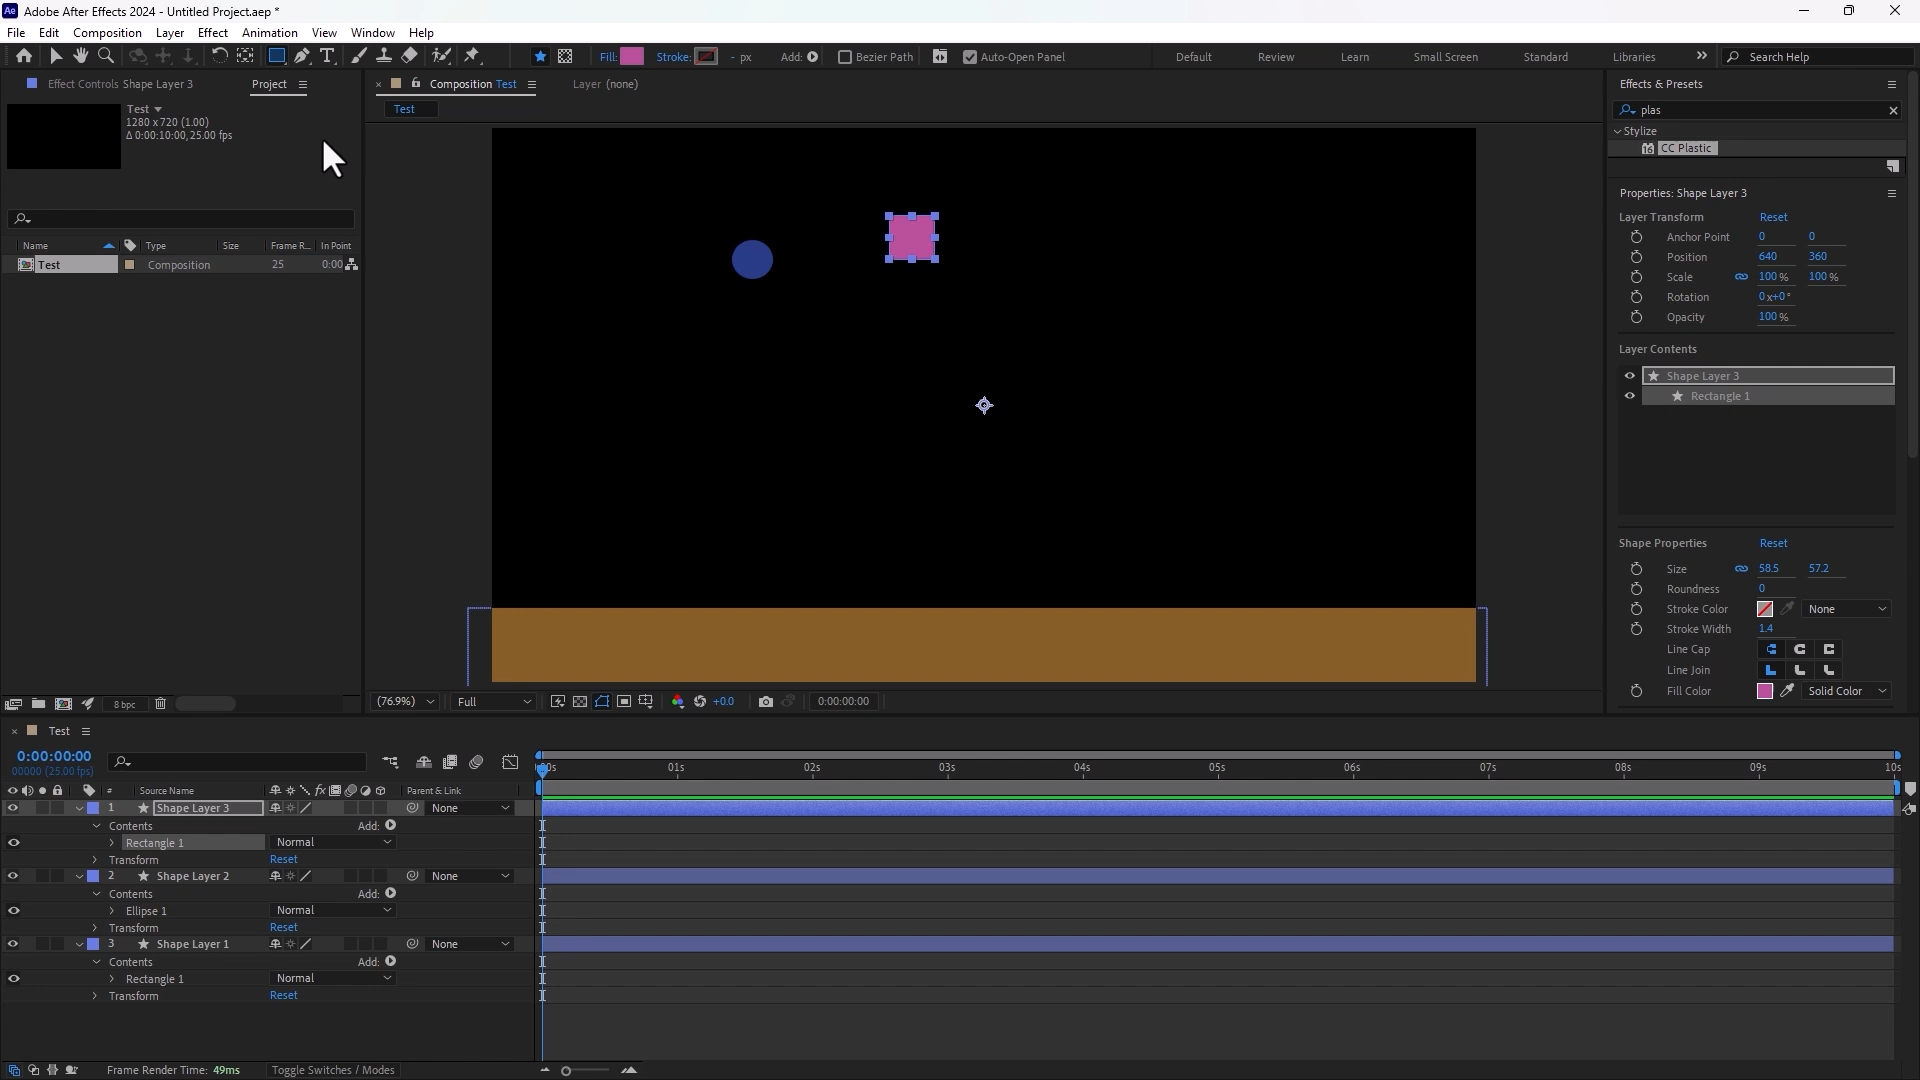 Adobe After Effects 2024 - Untitled Project.aep *
File Edit Composition Layer Effect Animation View Window Help
Fill: Stroke: - px Add: Bezier Path Auto-Open Panel Default Review Learn Small Screen Standard Libraries Search Help
Effect Controls Shape Layer 3 Project
Composition Test Layer (none)
Effects & Presets
Test
1280 x 720 (1.00)
Δ 0:00:10:00, 25.00 fps
Test
plas
Stylize
CC Plastic
Properties: Shape Layer 3
Layer Transform Reset
Anchor Point 0 0
Position 640 360
Scale 100 % 100 %
Rotation 0x+0°
Opacity 100 %
Layer Contents
Shape Layer 3
Rectangle 1
Shape Properties Reset
Size 58.5 57.2
Roundness 0
Stroke Color None
Stroke Width 1.4
Line Cap
Line Join
Fill Color Solid Color
Name Type Size Frame R... In Point
Test Composition 25 0:00
8 bpc
(76.9%) Full +0.0 0:00:00:00
Test
0:00:00:00
00000 (25.00 fps)
01s 02s 03s 04s 05s 06s 07s 08s 09s 10s
# Source Name Parent & Link
1 Shape Layer 3 None
Contents Add:
Rectangle 1 Normal
Transform Reset
2 Shape Layer 2 None
Contents Add:
Ellipse 1 Normal
Transform Reset
3 Shape Layer 1 None
Contents Add:
Rectangle 1 Normal
Transform Reset
Frame Render Time: 49ms Toggle Switches / Modes